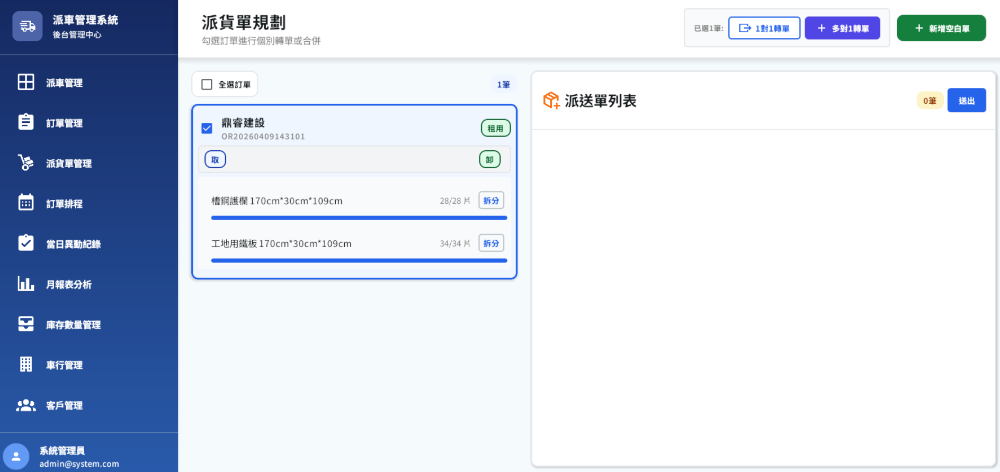 派車管理系統
後台管理中心
派車管理
訂單管理
派貨單管理
訂單排程
當日異動紀錄
月報表分析
庫存數量管理
車行管理
客戶管理
系統管理員
admin@system.com
派貨單規劃
勾選訂單進行個別轉單或合併
已選1筆:
1對1轉單
多對1轉單
新增空白單
全選訂單
1筆
鼎睿建設
OR20260409143101
租用
取
卸
槽鋼護欄 170cm*30cm*109cm
28/28 片
拆分
工地用鐵板 170cm*30cm*109cm
34/34 片
拆分
派送單列表
0筆
送出